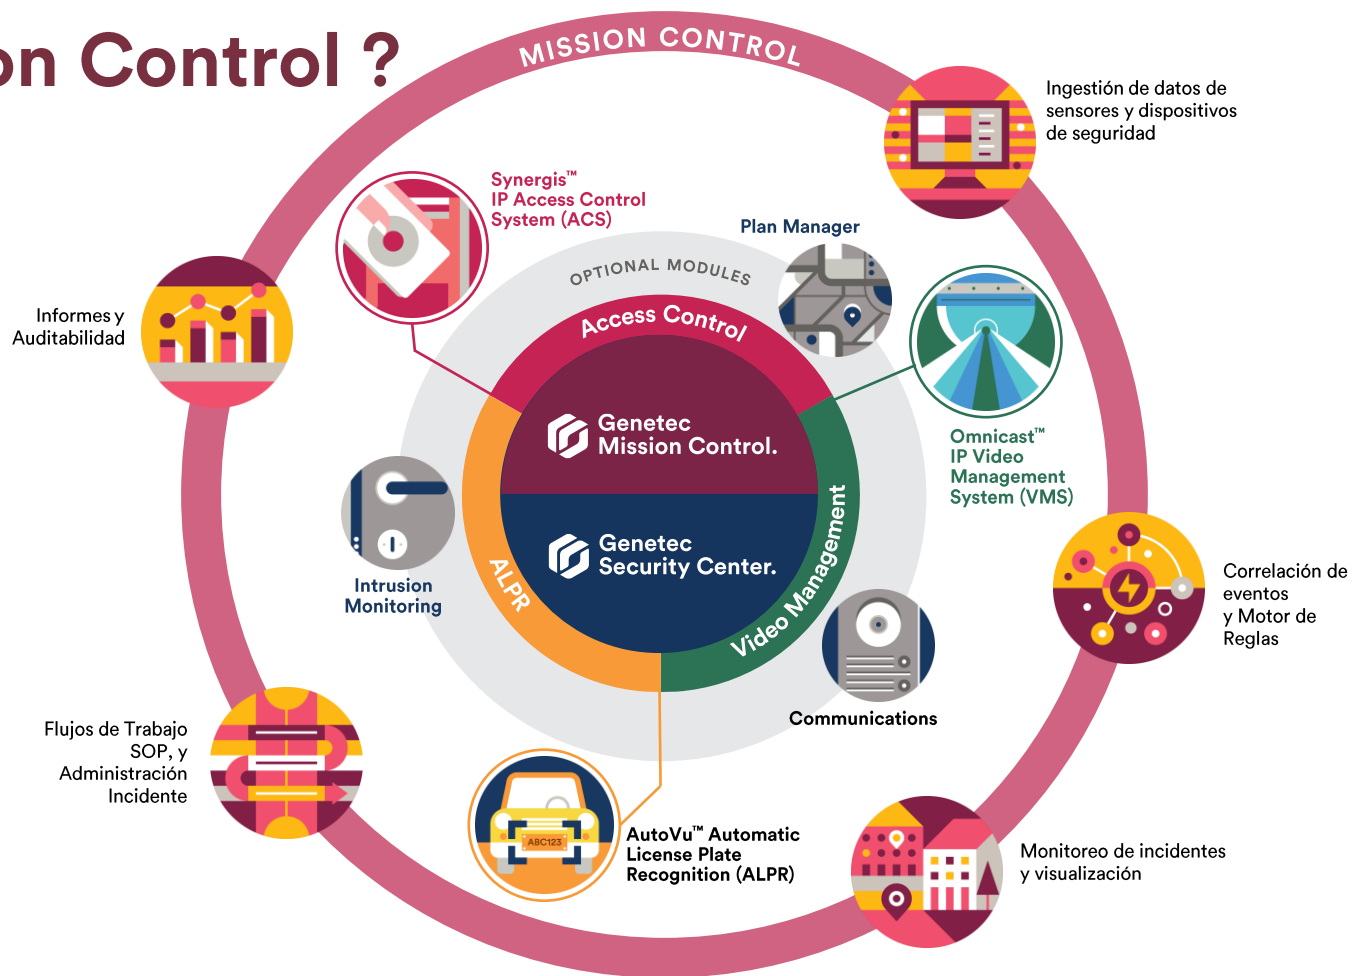 on Control ?
MISSION CONTROL
Ingestión de datos de
sensores y dispositivos
de seguridad
Synergis™
IP Access Control
System (ACS)
Plan Manager
OPTIONAL MODULES
Access Control
Informes y
Auditabilidad
Genetec
Mission Control.
Omnicast™
IP Video
Management
System (VMS)
Genetec
Security Center.
Video Management
ALPR
Intrusion
Monitoring
Correlación de
eventos
y Motor de
Reglas
Communications
Flujos de Trabajo
SOP, y
Administración
Incidente
ABC123
AutoVu™ Automatic
License Plate
Recognition (ALPR)
Monitoreo de incidentes
y visualización